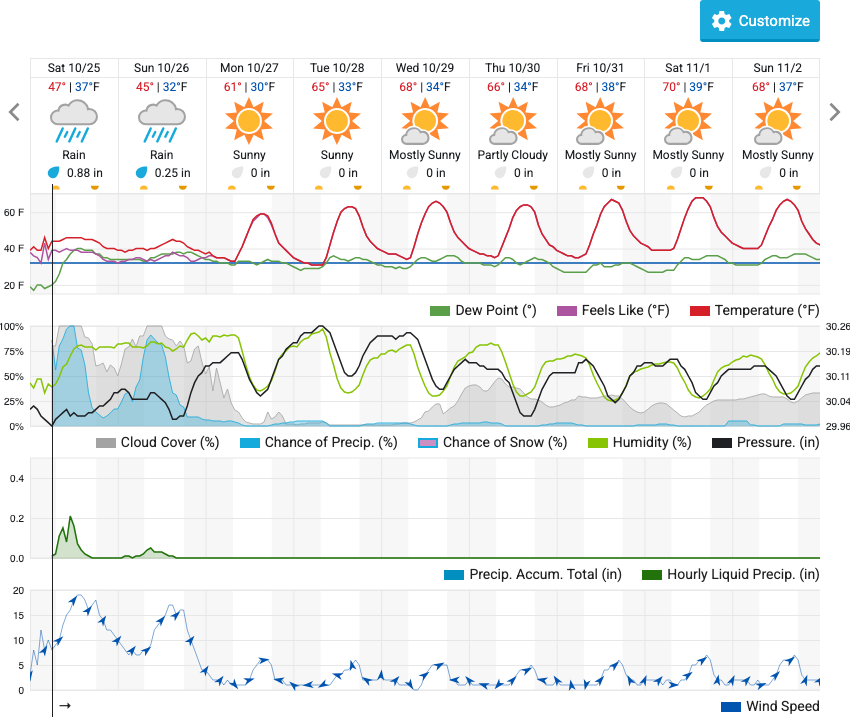 Customize
Sat 10/25 Sun 10/26 Mon 10/27 Tue 10/28 Wed 10/29 Thu 10/30 Fri 10/31 Sat 11/1 Sun 11/2
47° | 37°F 45° | 32°F 61° | 30°F 65° | 33°F 68° | 34°F 66° | 34°F 68° | 38°F 70° | 39°F 68° | 37°F
Rain Rain Sunny Sunny Mostly Sunny Partly Cloudy Mostly Sunny Mostly Sunny Mostly Sunny
0.88 in 0.25 in 0 in 0 in 0 in 0 in 0 in 0 in 0 in
60 F
40 F
20 F
Dew Point (°) Feels Like (°F) Temperature (°F)
100% 30.26
75% 30.19
50% 30.11
25% 30.04
0% 29.96
Cloud Cover (%) Chance of Precip. (%) Chance of Snow (%) Humidity (%) Pressure. (in)
0.4
0.2
0.0
Precip. Accum. Total (in) Hourly Liquid Precip. (in)
20
15
10
5
0
→
Wind Speed